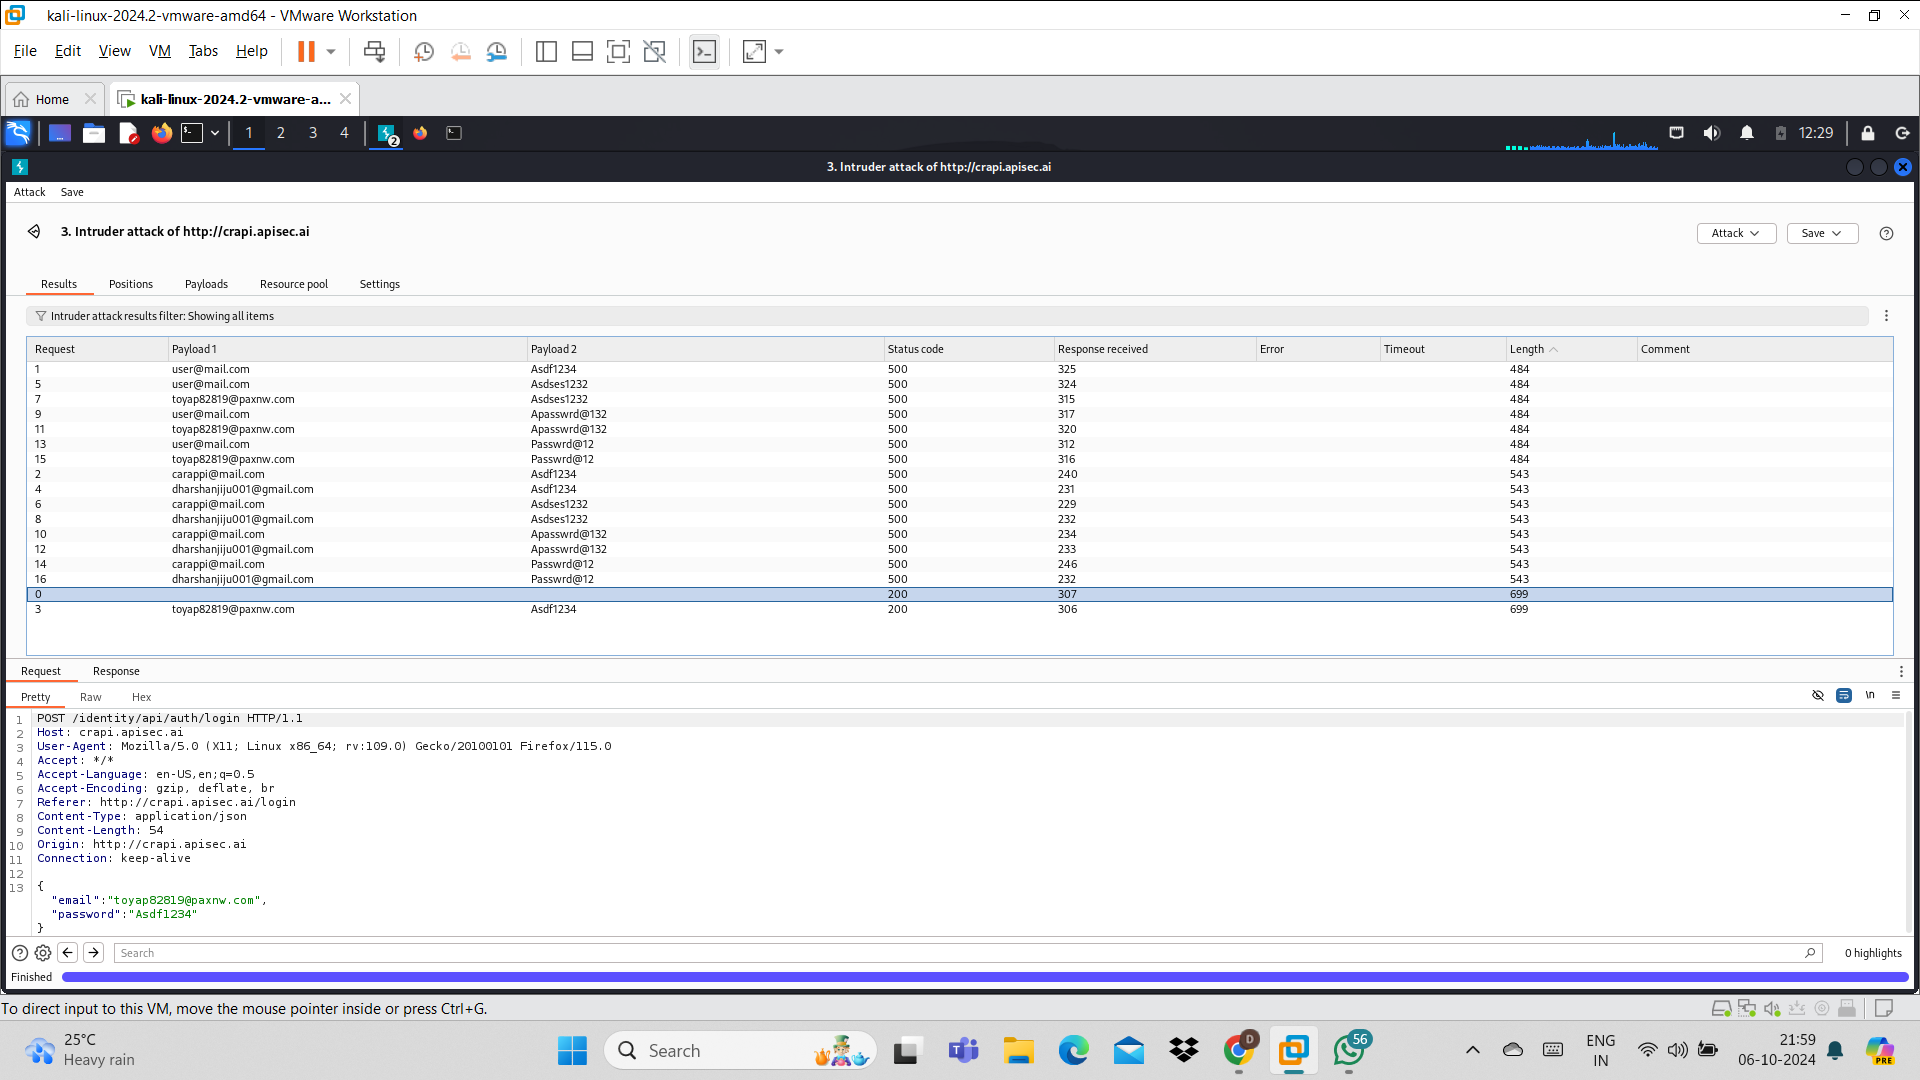 kali-linux-2024.2-vmware-amd64 - VMware Workstation
File Edit View VM Tabs Help
Home kali-linux-2024.2-vmware-a...
1 2 3 4 2 12:29
3. Intruder attack of http://crapi.apisec.ai
Attack Save
3. Intruder attack of http://crapi.apisec.ai Attack Save
Results Positions Payloads Resource pool Settings
Intruder attack results filter: Showing all items
Request Payload 1 Payload 2 Status code Response received Error Timeout Length Comment
1 user@mail.com Asdf1234 500 325 484
5 user@mail.com Asdses1232 500 324 484
7 toyap82819@paxnw.com Asdses1232 500 315 484
9 user@mail.com Apasswrd@132 500 317 484
11 toyap82819@paxnw.com Apasswrd@132 500 320 484
13 user@mail.com Passwrd@12 500 312 484
15 toyap82819@paxnw.com Passwrd@12 500 316 484
2 carappi@mail.com Asdf1234 500 240 543
4 dharshanjiju001@gmail.com Asdf1234 500 231 543
6 carappi@mail.com Asdses1232 500 229 543
8 dharshanjiju001@gmail.com Asdses1232 500 232 543
10 carappi@mail.com Apasswrd@132 500 234 543
12 dharshanjiju001@gmail.com Apasswrd@132 500 233 543
14 carappi@mail.com Passwrd@12 500 246 543
16 dharshanjiju001@gmail.com Passwrd@12 500 232 543
0 200 307 699
3 toyap82819@paxnw.com Asdf1234 200 306 699
Request Response
Pretty Raw Hex \n
1 POST /identity/api/auth/login HTTP/1.1
2 Host: crapi.apisec.ai
3 User-Agent: Mozilla/5.0 (X11; Linux x86_64; rv:109.0) Gecko/20100101 Firefox/115.0
4 Accept: */*
5 Accept-Language: en-US,en;q=0.5
6 Accept-Encoding: gzip, deflate, br
7 Referer: http://crapi.apisec.ai/login
8 Content-Type: application/json
9 Content-Length: 54
10 Origin: http://crapi.apisec.ai
11 Connection: keep-alive
12
13 {
"email":"toyap82819@paxnw.com",
"password":"Asdf1234"
}
Search 0 highlights
Finished
To direct input to this VM, move the mouse pointer inside or press Ctrl+G.
25°C
Heavy rain
Search
D
56
ENG
IN
21:59
06-10-2024
PRE